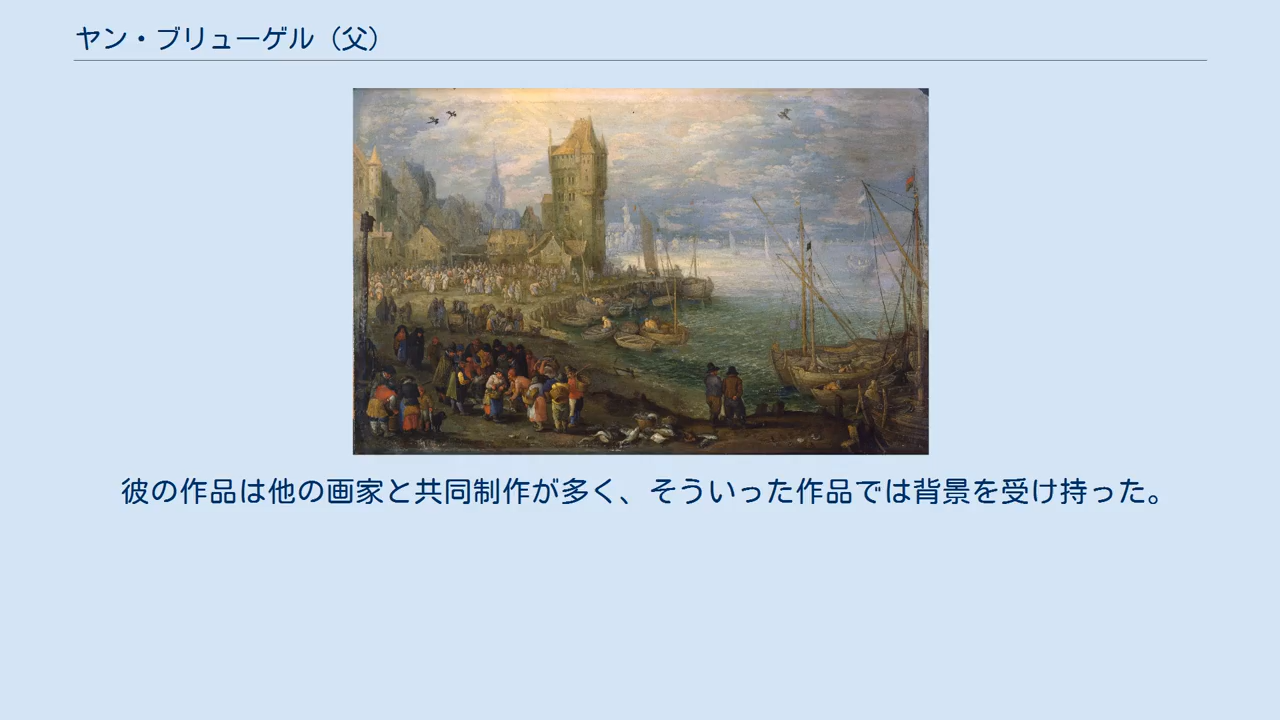 ヤン・ブリューゲル（父）
彼の作品は他の画家と共同制作が多く、そういった作品では背景を受け持った。